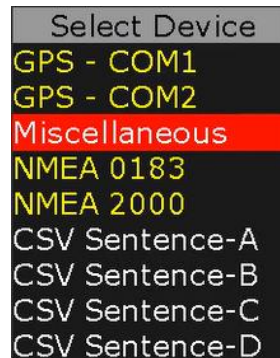 Select Device
GPS - COM1
GPS - COM2
Miscellaneous
NMEA 0183
NMEA 2000
CSV Sentence-A
CSV Sentence-B
CSV Sentence-C
CSV Sentence-D